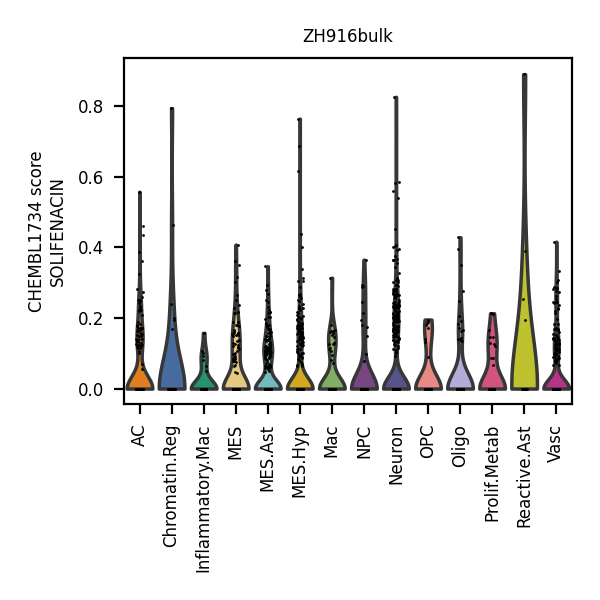 ZH916bulk
CHEMBL1734 score
SOLIFENACIN
0.8
0.6
0.4
0.2
0.0
AC
Chromatin.Reg
Inflammatory.Mac
MES
MES.Ast
MES.Hyp
Mac
NPC
Neuron
OPC
Oligo
Prolif.Metab
Reactive.Ast
Vasc